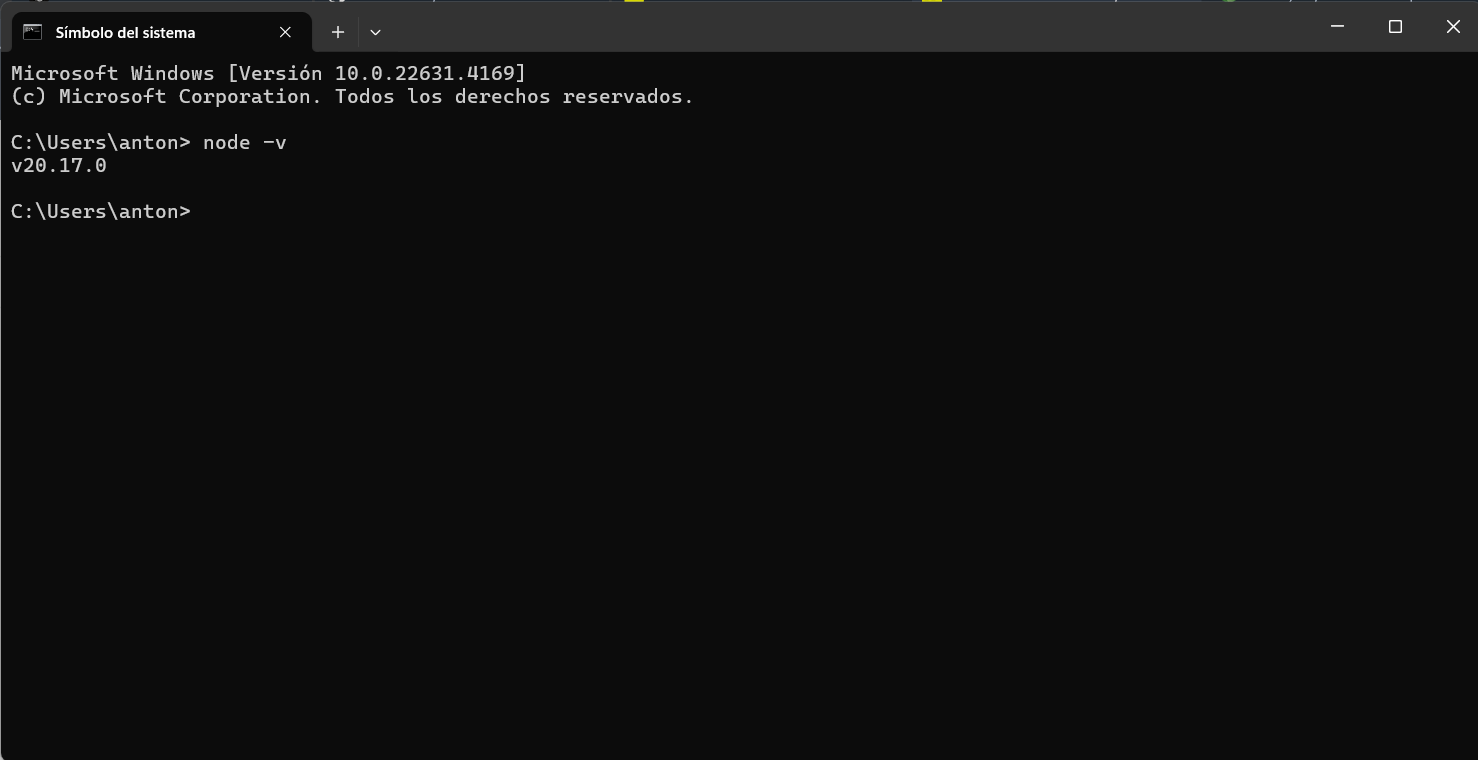 Símbolo del sistema
Microsoft Windows [Versión 10.0.22631.4169]
(c) Microsoft Corporation. Todos los derechos reservados.
C:\Users\anton> node -v
v20.17.0
C:\Users\anton>